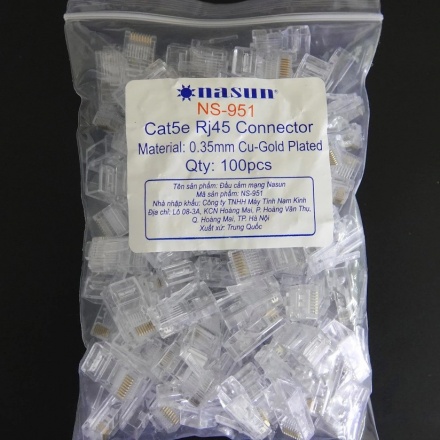 nasun
NS-951
Cat5e Rj45 Connector
Material: 0.35mm Cu-Gold Plated
Qty: 100pcs
Tên sản phẩm: Đầu cắm mạng Nasun
Mã sản phẩm: NS-951
Nhà nhập khẩu: Công ty TNHH Máy Tính Nam Kinh
Địa chỉ: Lô 08-3A, KCN Hoàng Mai, P. Hoàng Văn Thụ,
Q. Hoàng Mai, TP. Hà Nội
Xuất xứ: Trung Quốc